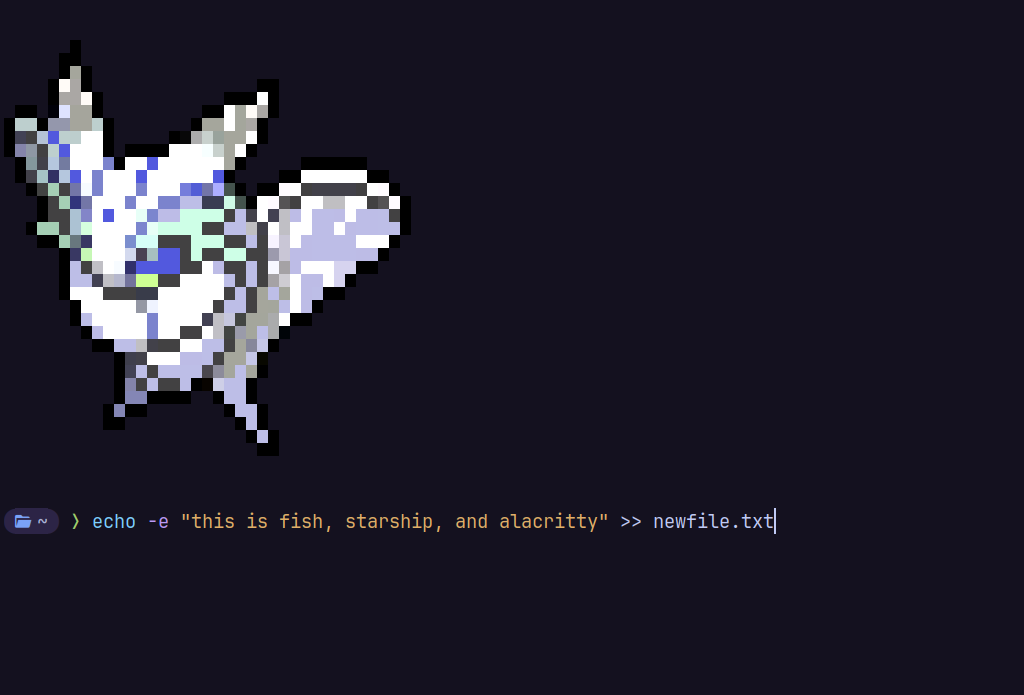 ~ ❯ echo -e "this is fish, starship, and alacritty" >> newfile.txt